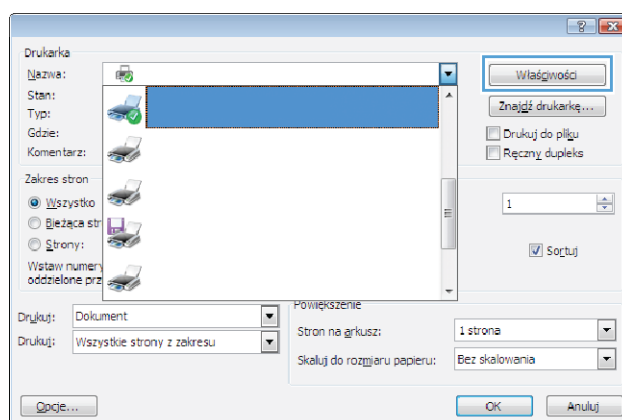 Drukarka
Nazwa:
Właściwości
Stan:
Znajdź drukarkę...
Typ:
Gdzie:
Drukuj do pliku
Komentarz:
Ręczny dupleks
Zakres stron
Wszystko
1
Bieżąca str
Strony:
Sortuj
Wstaw numery
oddzielone prz
Powiększenie
Drukuj: Dokument
Stron na arkusz: 1 strona
Drukuj: Wszystkie strony z zakresu
Skaluj do rozmiaru papieru: Bez skalowania
Opcje...
OK
Anuluj